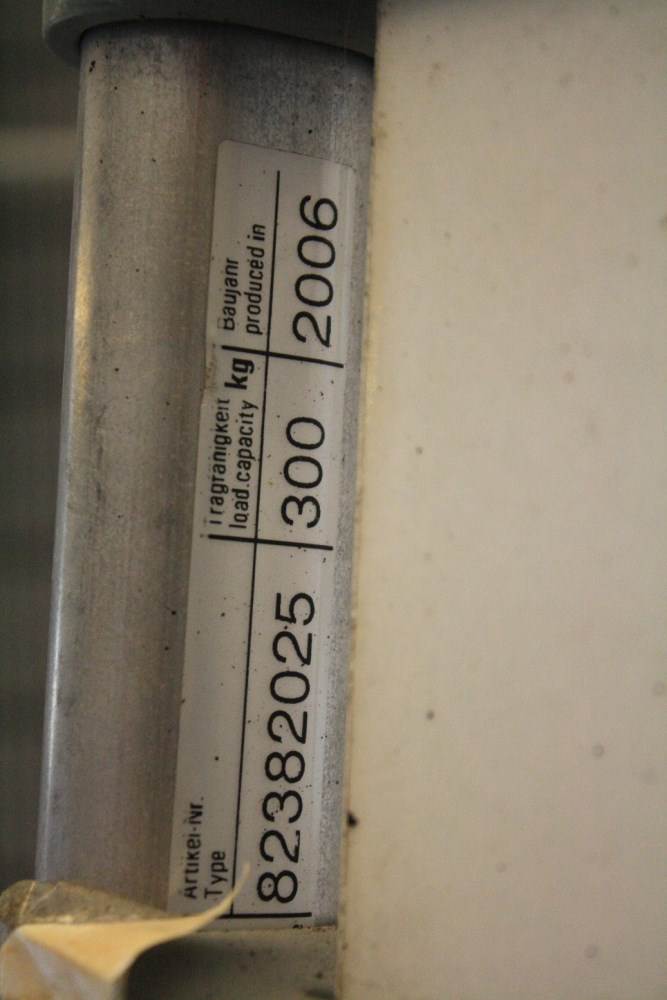 Artikel-Nr.
Type
82382025
Tragfähigkeit
load.capacity kg
300
Baujahr
produced in
2006